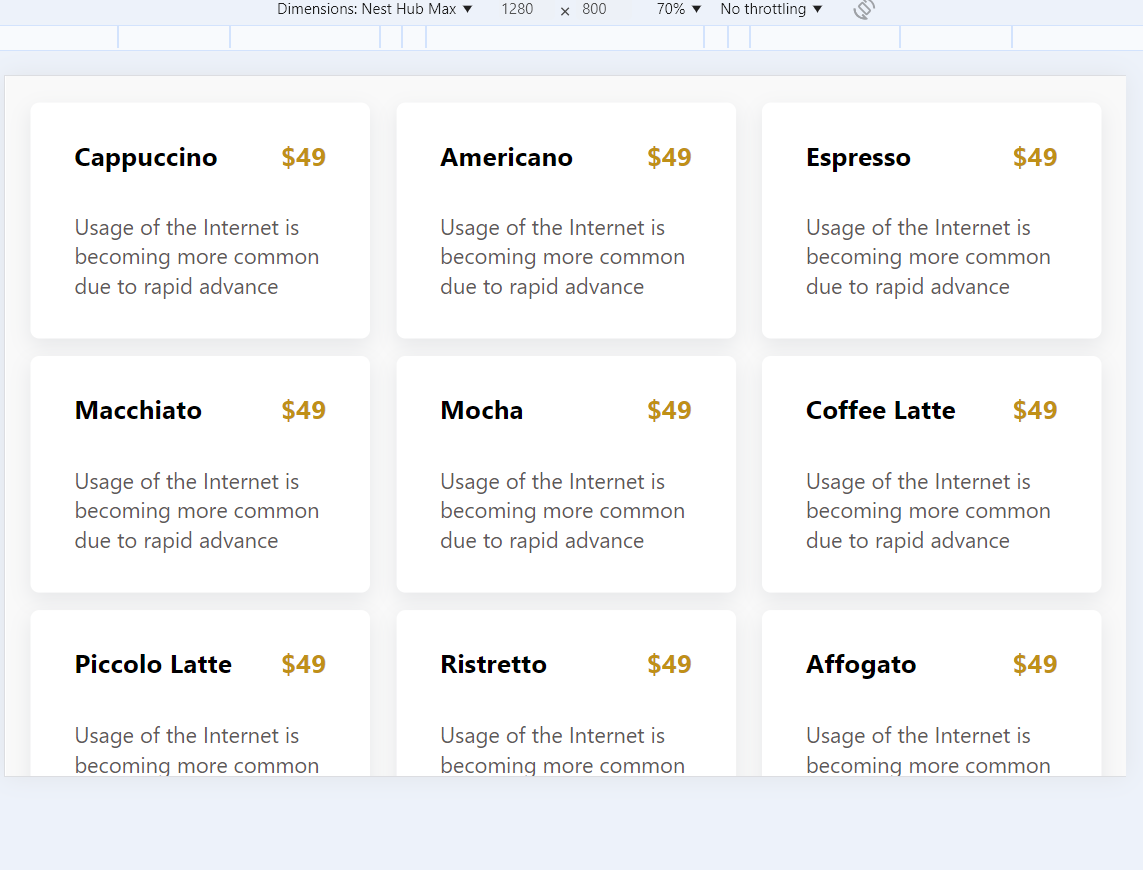 Dimensions: Nest Hub Max ▼ 1280 × 800 70% ▼ No throttling ▼
Cappuccino $49
Usage of the Internet is
becoming more common
due to rapid advance
Americano $49
Usage of the Internet is
becoming more common
due to rapid advance
Espresso $49
Usage of the Internet is
becoming more common
due to rapid advance
Macchiato $49
Usage of the Internet is
becoming more common
due to rapid advance
Mocha $49
Usage of the Internet is
becoming more common
due to rapid advance
Coffee Latte $49
Usage of the Internet is
becoming more common
due to rapid advance
Piccolo Latte $49
Usage of the Internet is
becoming more common
Ristretto $49
Usage of the Internet is
becoming more common
Affogato $49
Usage of the Internet is
becoming more common